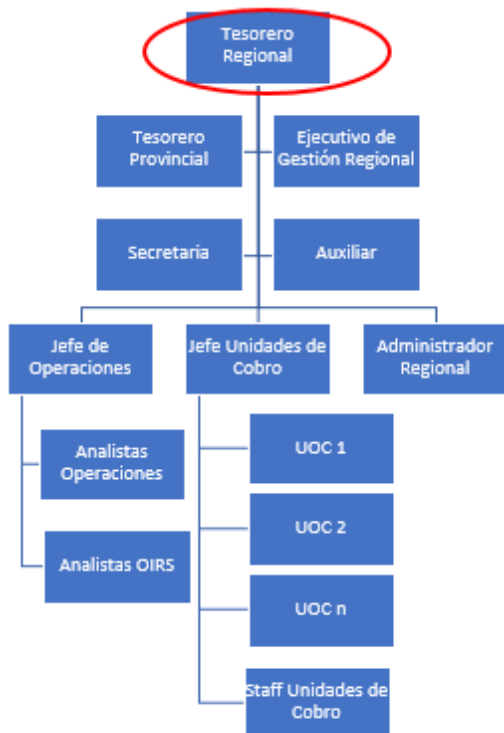 Tesorero
Regional
Tesorero
Provincial
Ejecutivo de
Gestión Regional
Secretaria
Auxiliar
Jefe de
Operaciones
Jefe Unidades de
Cobro
Administrador
Regional
Analistas
Operaciones
UOC 1
UOC 2
Analistas OIRS
UOC n
Staff Unidades de
Cobro